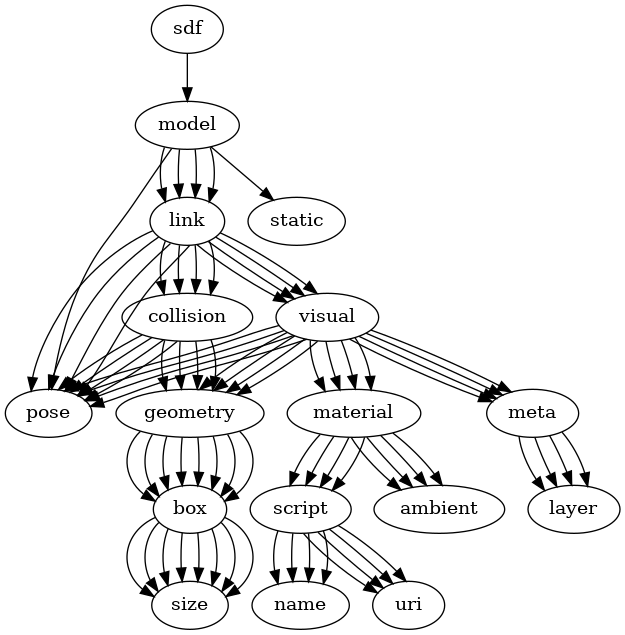 sdf
model
link
static
collision
visual
pose
geometry
material
meta
box
script
ambient
layer
size
name
uri